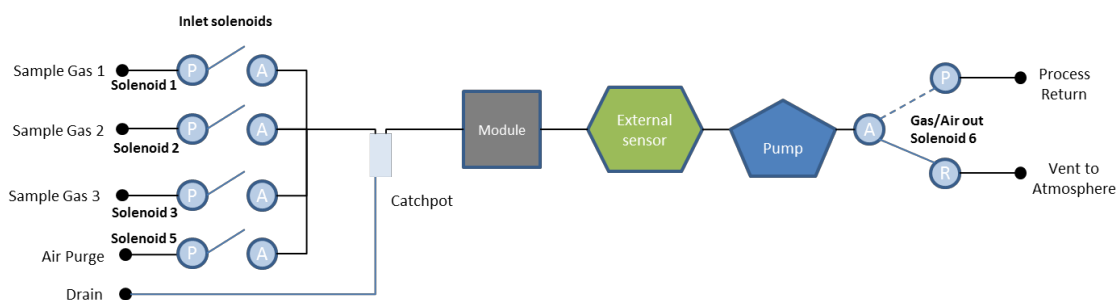 Inlet solenoids
Sample Gas 1
P
A
Solenoid 1
Sample Gas 2
P
A
Solenoid 2
Sample Gas 3
P
A
Solenoid 3
Solenoid 5
Air Purge
P
A
Drain
Catchpot
Module
External
sensor
Pump
A
P
Process
Return
Gas/Air out
Solenoid 6
R
Vent to
Atmosphere